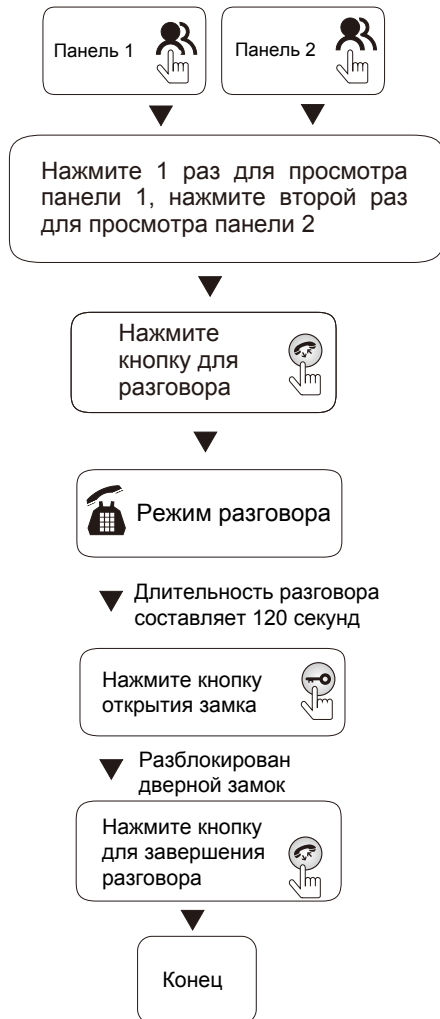 Панель 1
Панель 2
Нажмите 1 раз для просмотра
панели 1, нажмите второй раз
для просмотра панели 2
Нажмите
кнопку для
разговора
Режим разговора
Длительность разговора
составляет 120 секунд
Нажмите кнопку
открытия замка
Разблокирован
дверной замок
Нажмите кнопку
для завершения
разговора
Конец